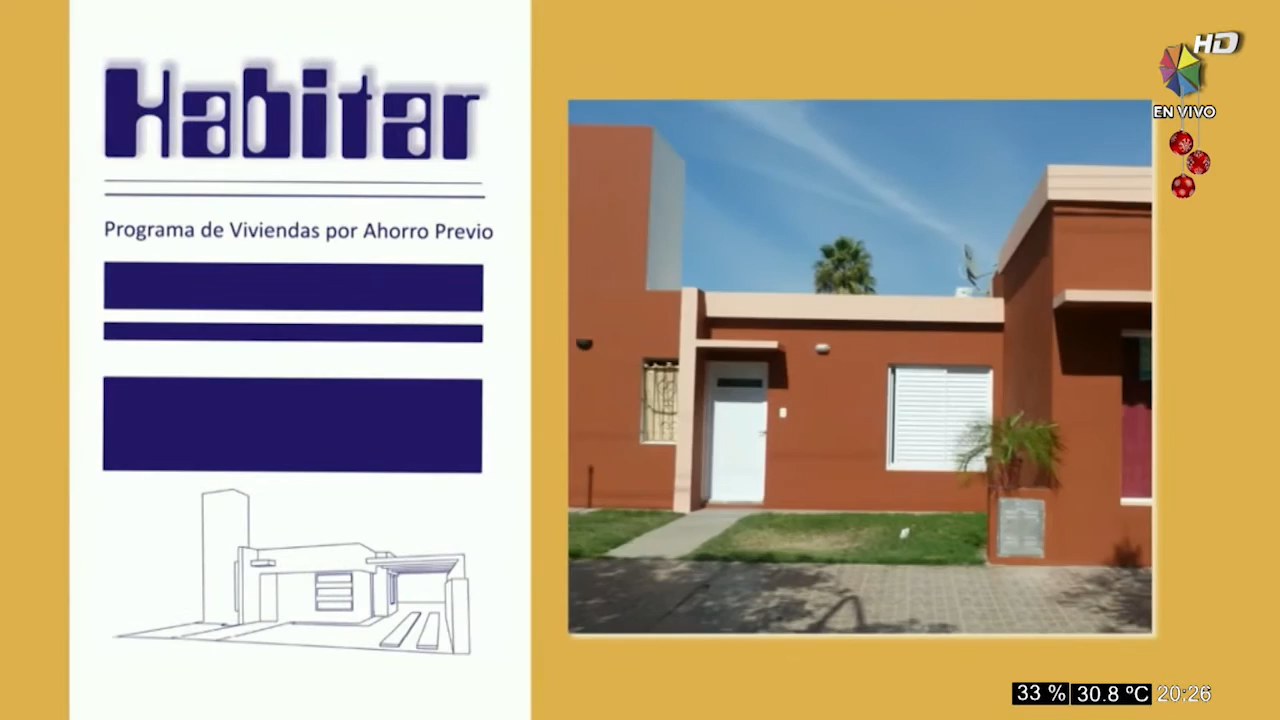 Habitar
Programa de Viviendas por Ahorro Previo
HD
EN VIVO
33 % 30.8 ºC 20:26